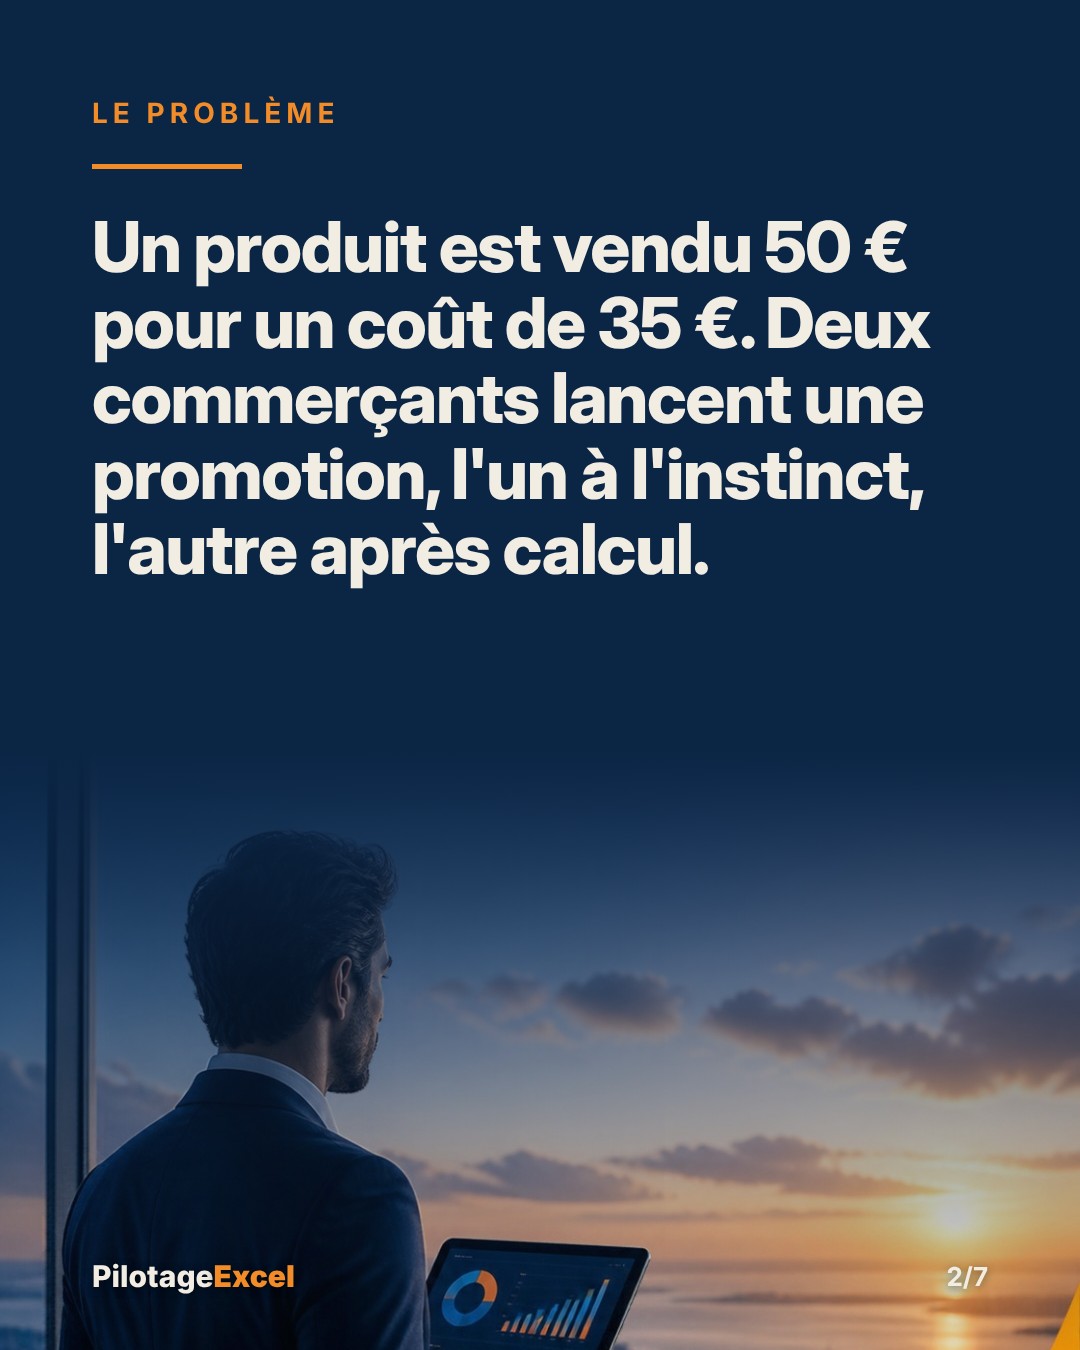 LE PROBLÈME
Un produit est vendu 50 €
pour un coût de 35 €. Deux
commerçants lancent une
promotion, l'un à l'instinct,
l'autre après calcul.
PilotageExcel
2/7